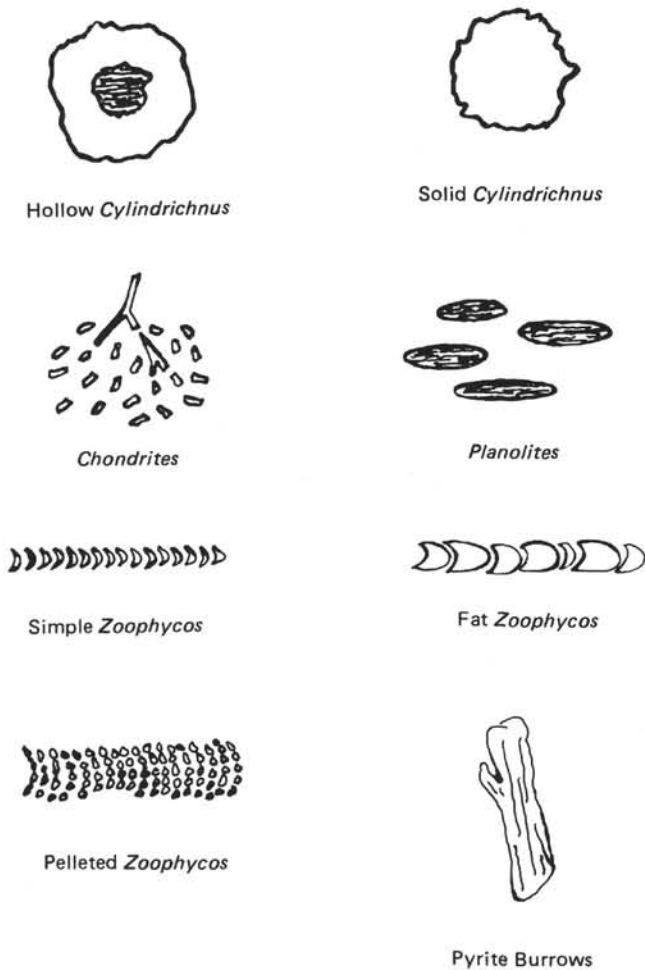 Hollow Cylindrichnus
Solid Cylindrichnus
Chondrites
Planolites
Simple Zoophycos
Fat Zoophycos
Pelleted Zoophycos
Pyrite Burrows